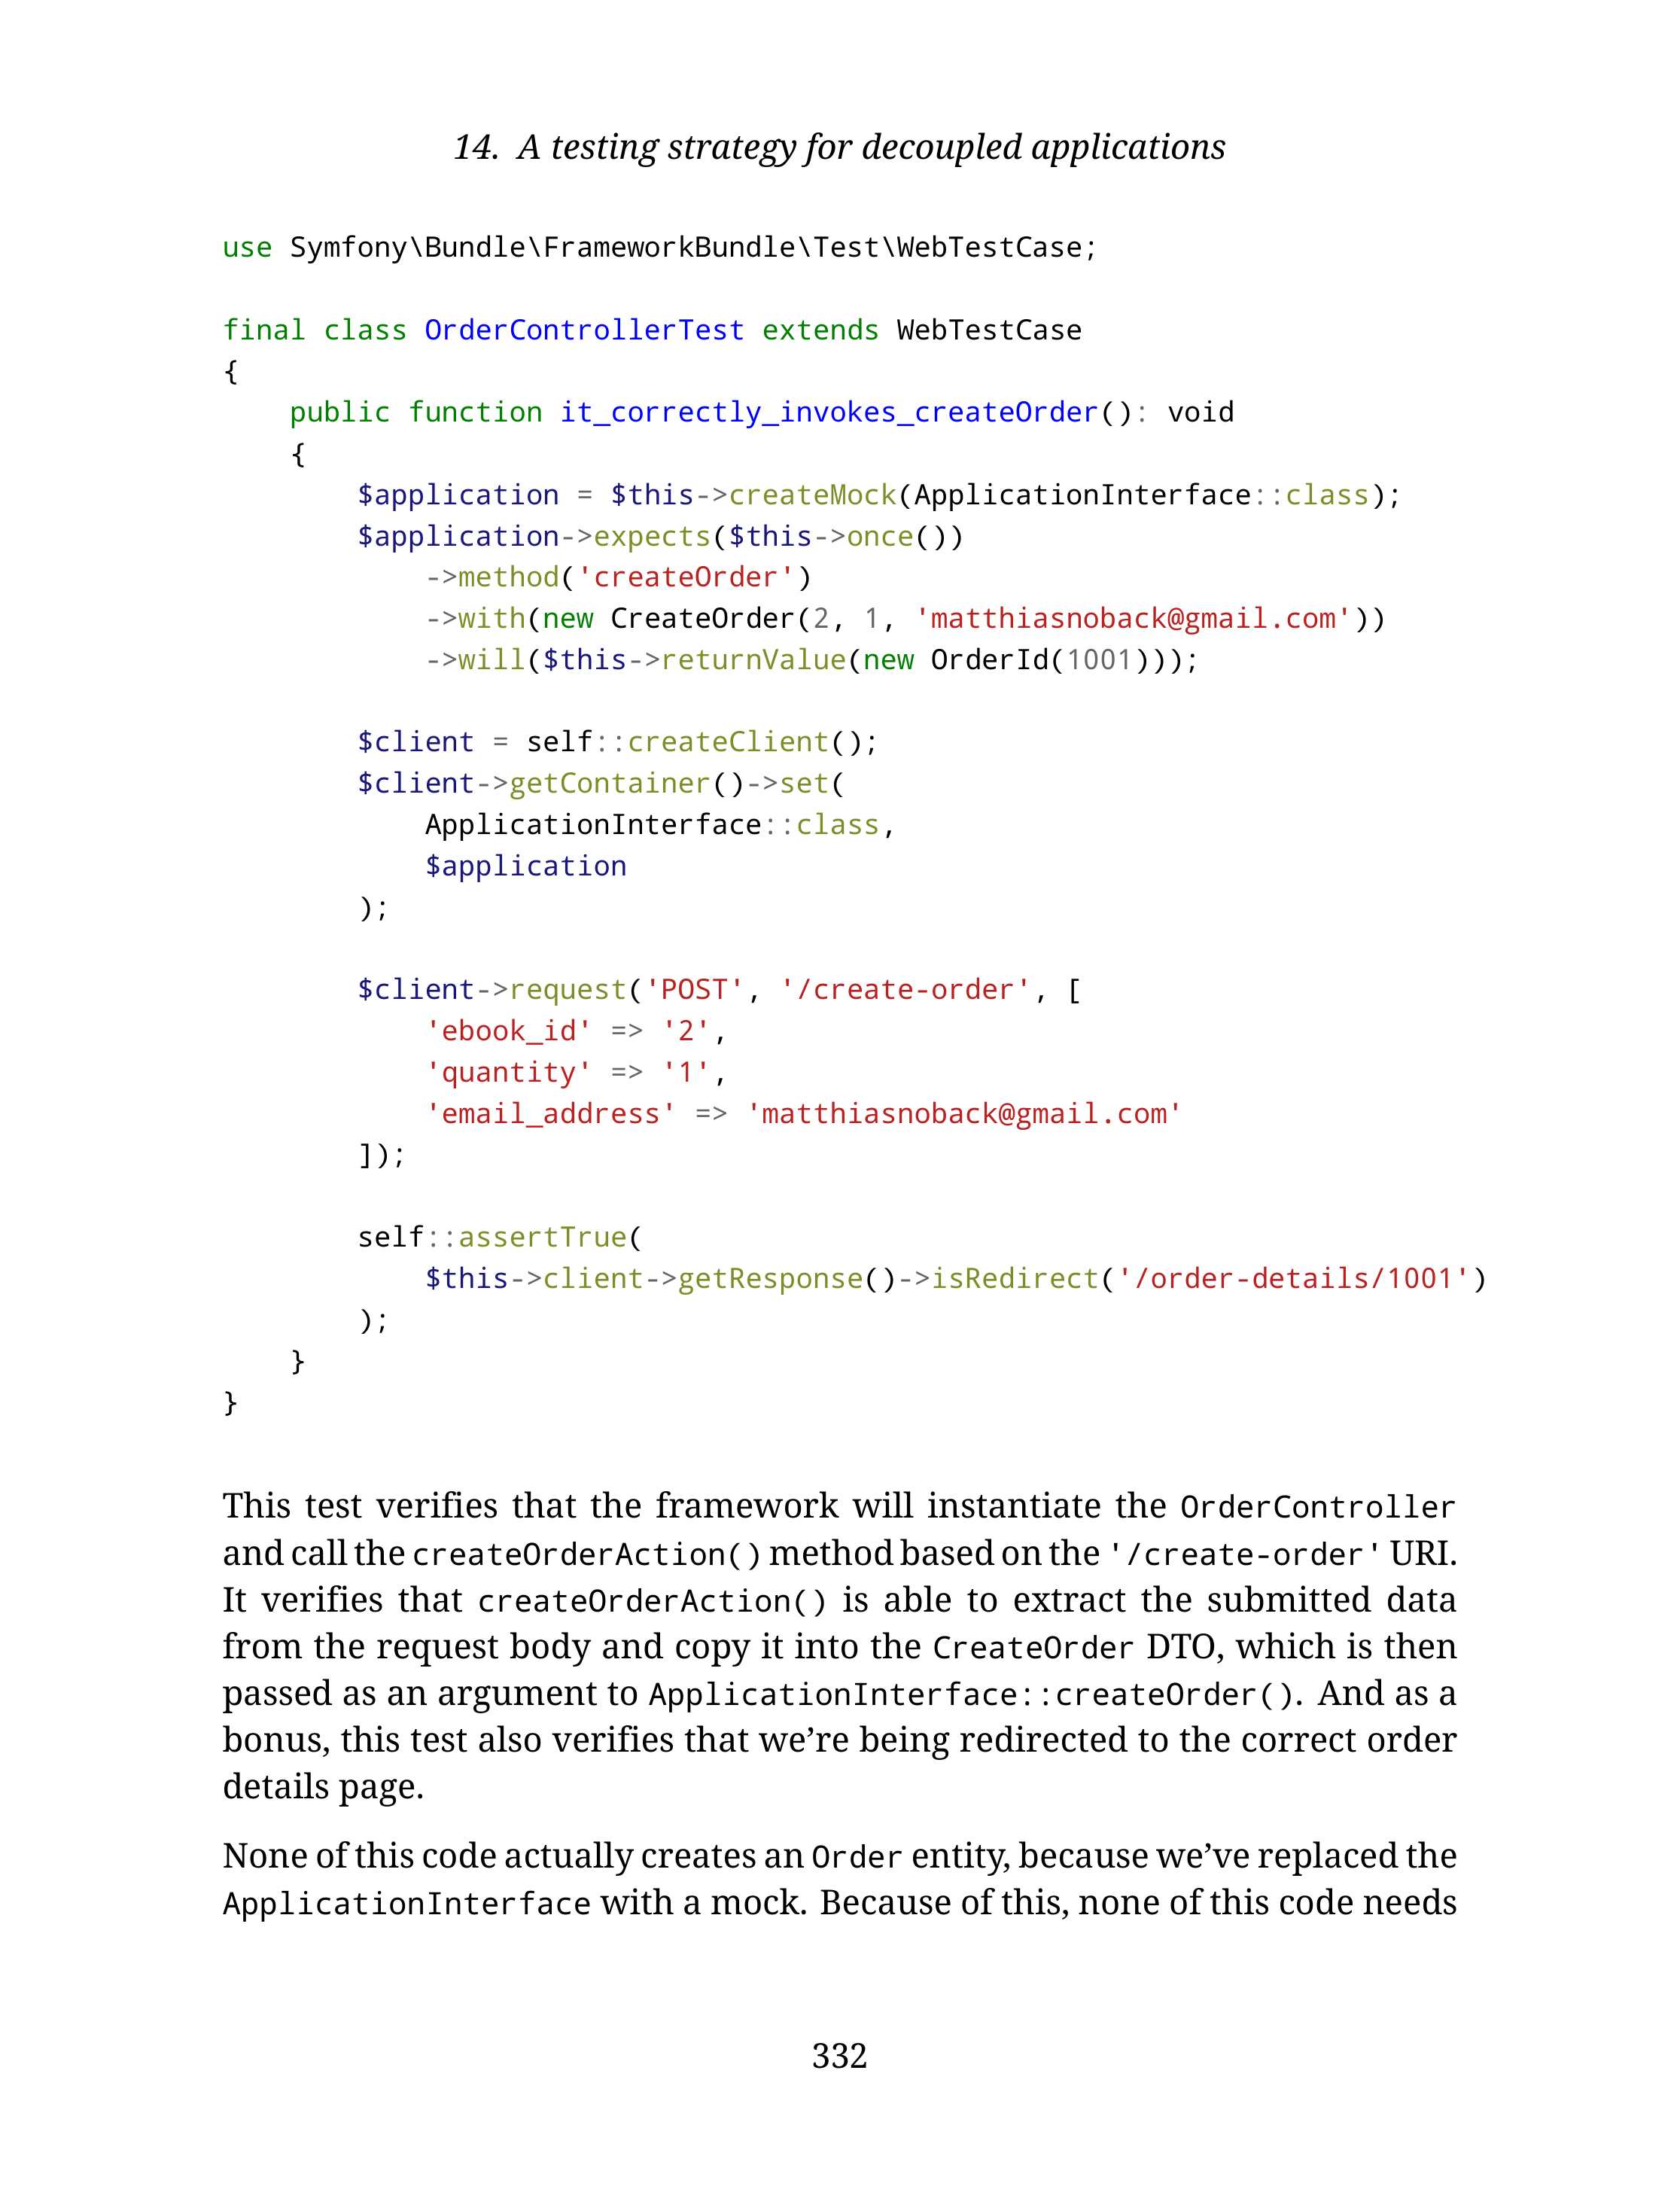 14. A testing strategy for decoupled applications
use Symfony\Bundle\FrameworkBundle\Test\WebTestCase;
final class OrderControllerTest extends WebTestCase
{
    public function it_correctly_invokes_createOrder(): void
    {
        $application = $this->createMock(ApplicationInterface::class);
        $application->expects($this->once())
            ->method('createOrder')
            ->with(new CreateOrder(2, 1, 'matthiasnoback@gmail.com'))
            ->will($this->returnValue(new OrderId(1001)));
        $client = self::createClient();
        $client->getContainer()->set(
            ApplicationInterface::class,
            $application
        );
        $client->request('POST', '/create-order', [
            'ebook_id' => '2',
            'quantity' => '1',
            'email_address' => 'matthiasnoback@gmail.com'
        ]);
        self::assertTrue(
            $this->client->getResponse()->isRedirect('/order-details/1001')
        );
    }
}
This test verifies that the framework will instantiate the OrderController
and call the createOrderAction() method based on the '/create-order' URI.
It verifies that createOrderAction() is able to extract the submitted data
from the request body and copy it into the CreateOrder DTO, which is then
passed as an argument to ApplicationInterface::createOrder(). And as a
bonus, this test also verifies that we’re being redirected to the correct order
details page.
None of this code actually creates an Order entity, because we’ve replaced the
ApplicationInterface with a mock. Because of this, none of this code needs
332